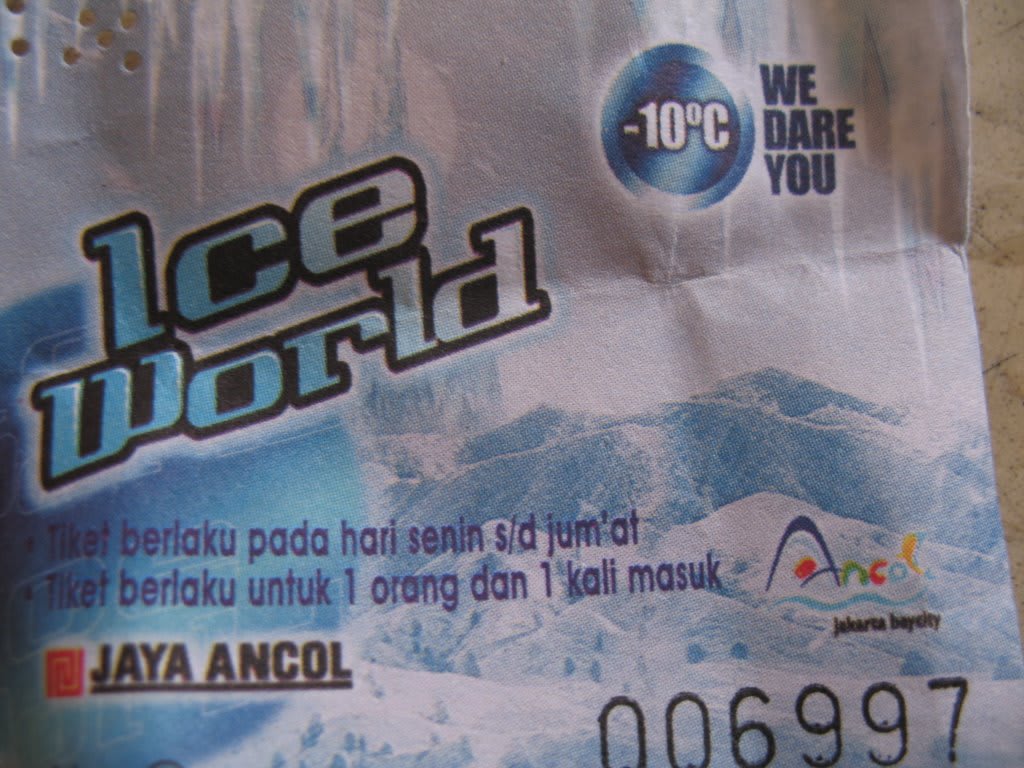 -10°C
WE
DARE
YOU
Ice
World
• Tiket berlaku pada hari senin s/d jum'at
• Tiket berlaku untuk 1 orang dan 1 kali masuk
Ancol
jakarta baycity
JAYA ANCOL
006997